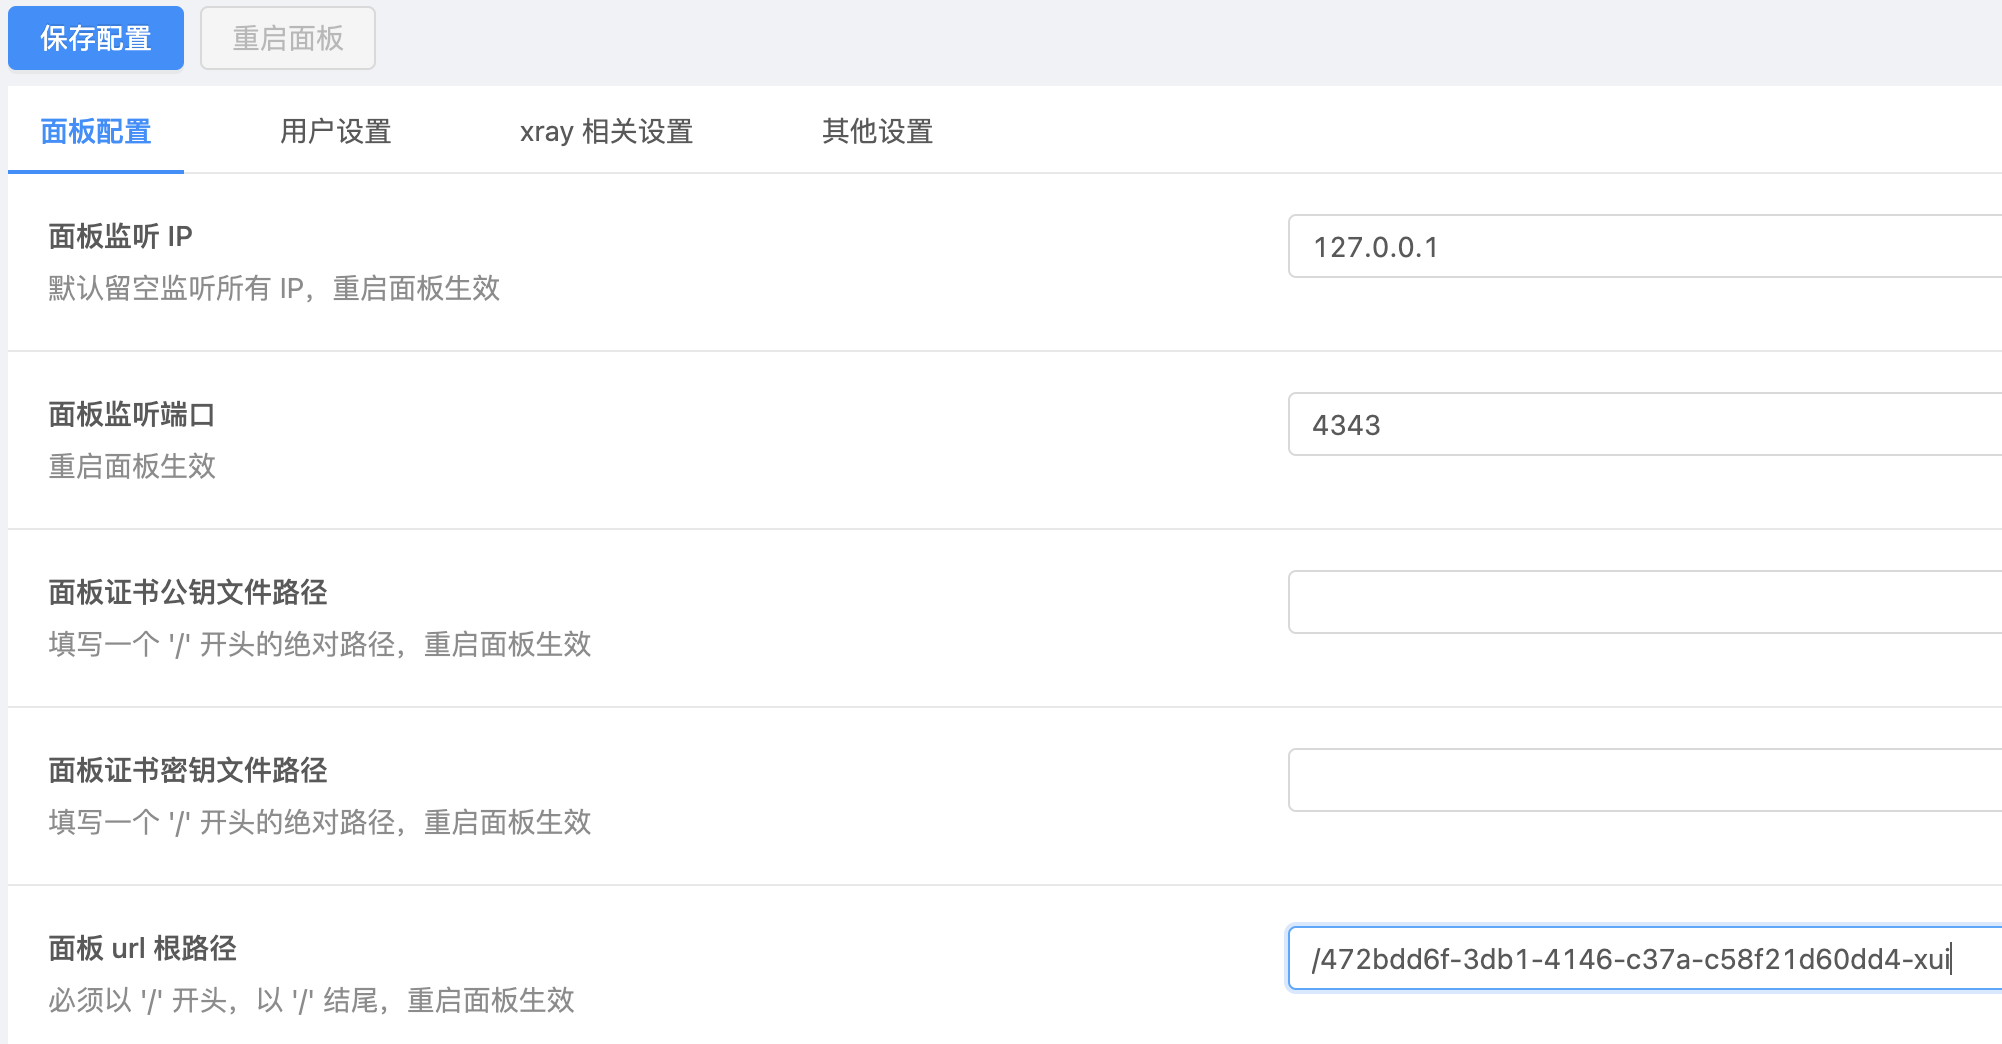 保存配置 重启面板
面板配置 用户设置 xray 相关设置 其他设置
面板监听 IP
127.0.0.1
默认留空监听所有 IP，重启面板生效
面板监听端口
4343
重启面板生效
面板证书公钥文件路径
填写一个 '/' 开头的绝对路径，重启面板生效
面板证书密钥文件路径
填写一个 '/' 开头的绝对路径，重启面板生效
面板 url 根路径
/472bdd6f-3db1-4146-c37a-c58f21d60dd4-xui
必须以 '/' 开头，以 '/' 结尾，重启面板生效